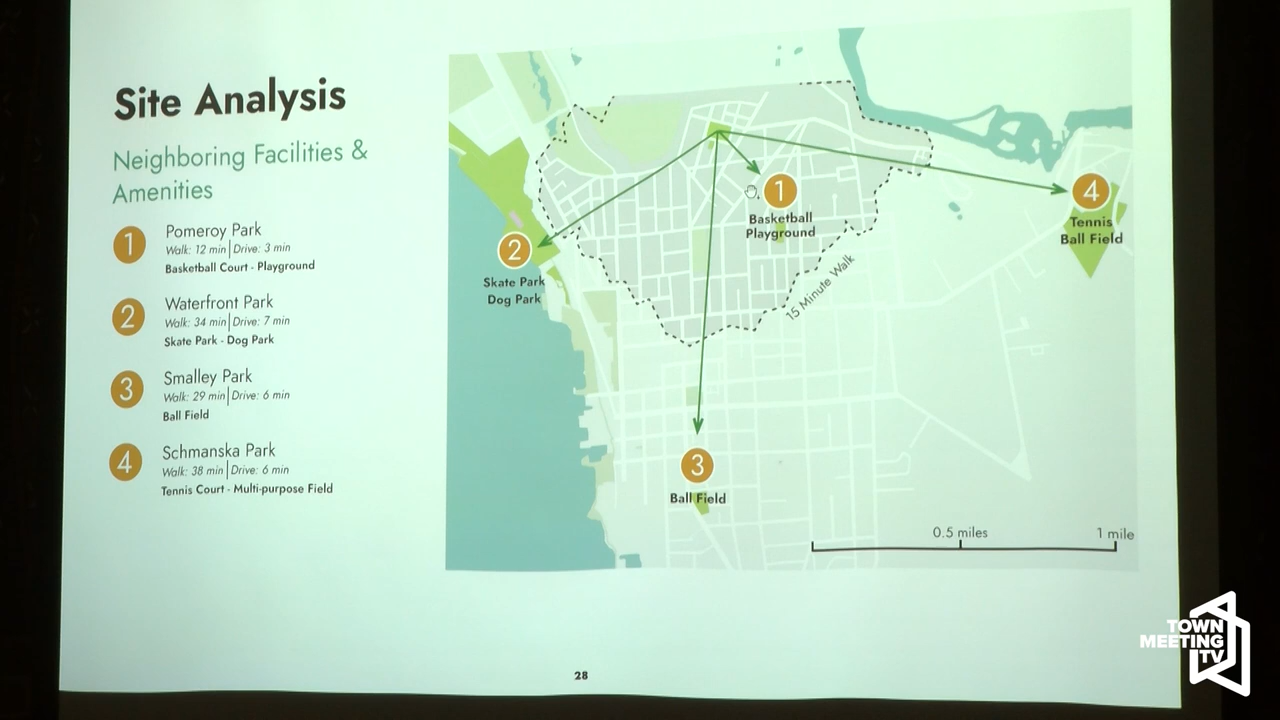 Site Analysis
Neighboring Facilities &
Amenities
1
Pomeroy Park
Walk: 12 min|Drive: 3 min
Basketball Court - Playground
2
Waterfront Park
Walk: 34 min|Drive: 7 min
Skate Park - Dog Park
3
Smalley Park
Walk: 29 min|Drive: 6 min
Ball Field
4
Schmanska Park
Walk: 38 min|Drive: 6 min
Tennis Court - Multi-purpose Field
1
Basketball
Playground
2
Skate Park
Dog Park
3
Ball Field
4
Tennis
Ball Field
15 Minute Walk
0.5 miles
1 mile
28
TOWN
MEETING
TV